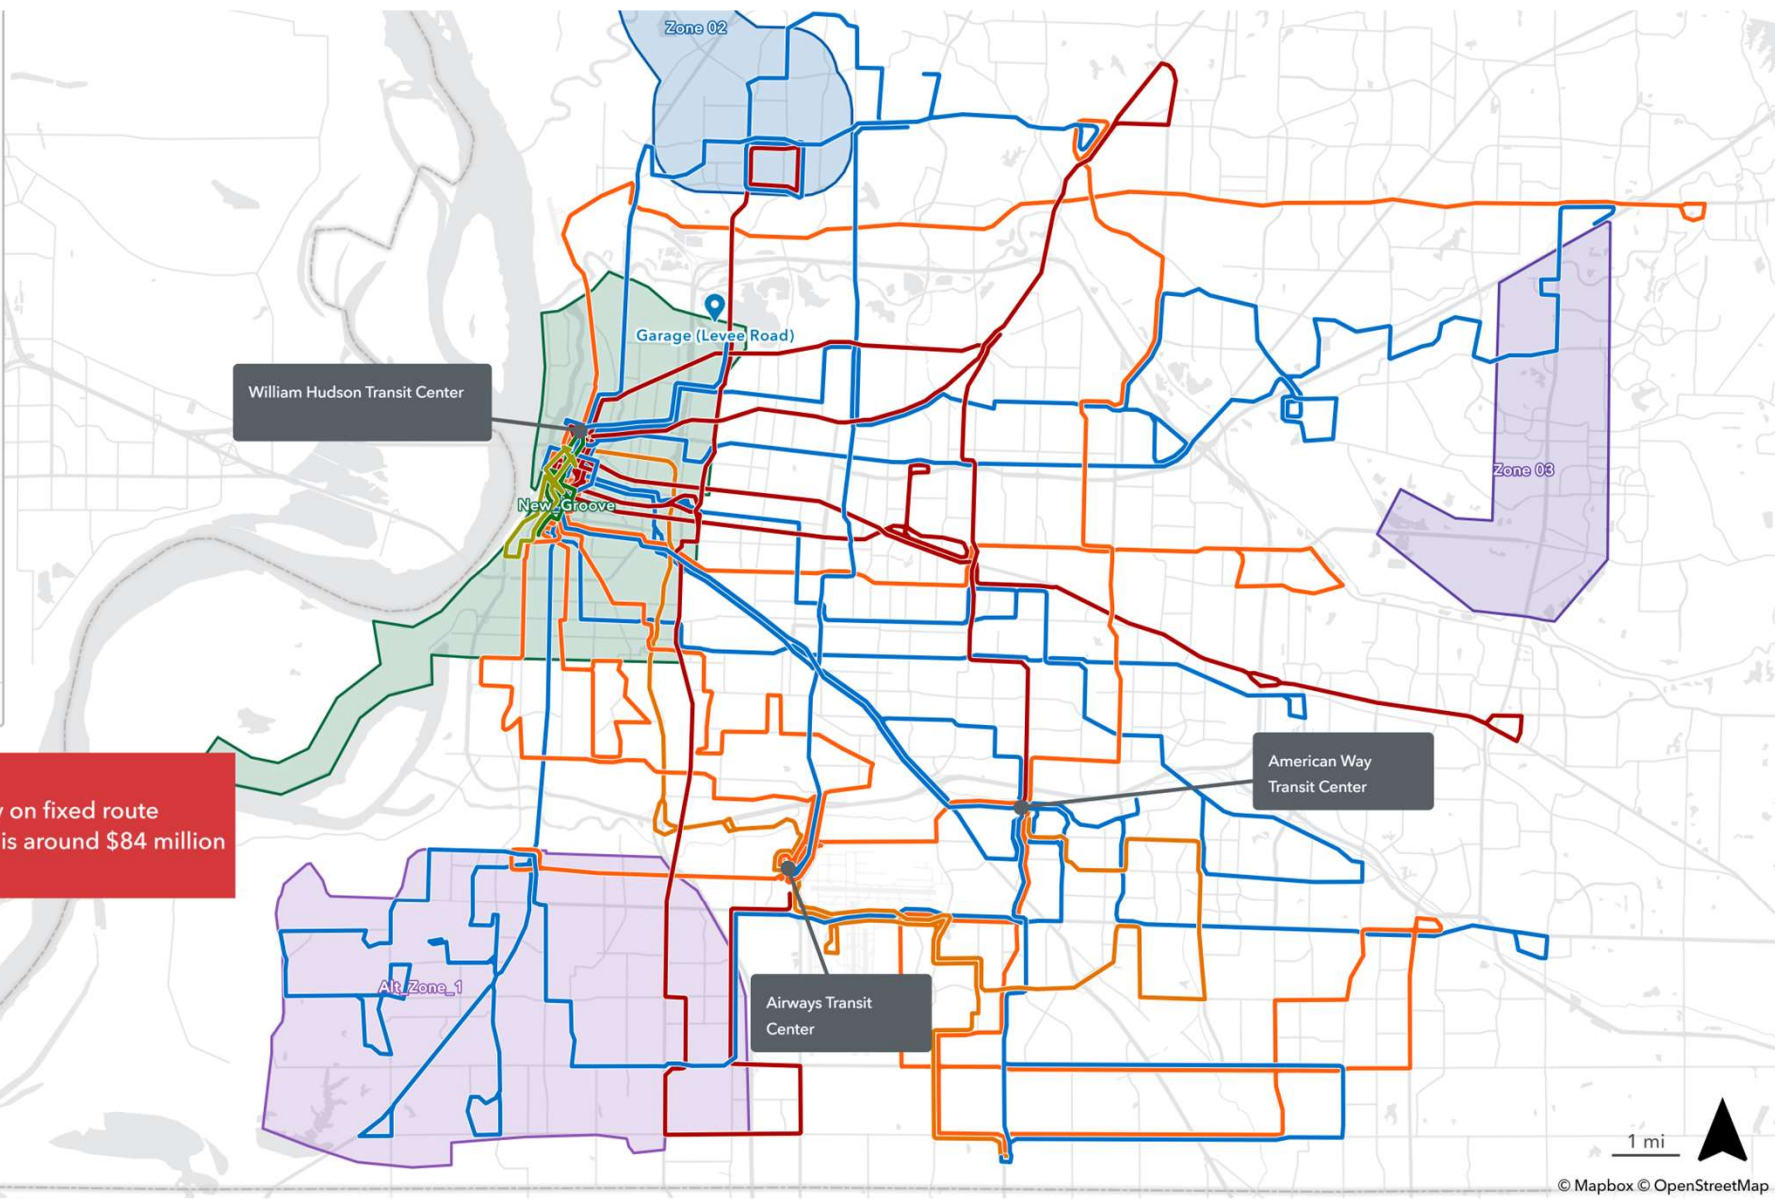 Zone 02
Garage (Levee Road)
William Hudson Transit Center
Zone 03
New_Groove
American Way
Transit Center
on fixed route
is around $84 million
Alt_Zone_1
Airways Transit
Center
1 mi
© Mapbox © OpenStreetMap